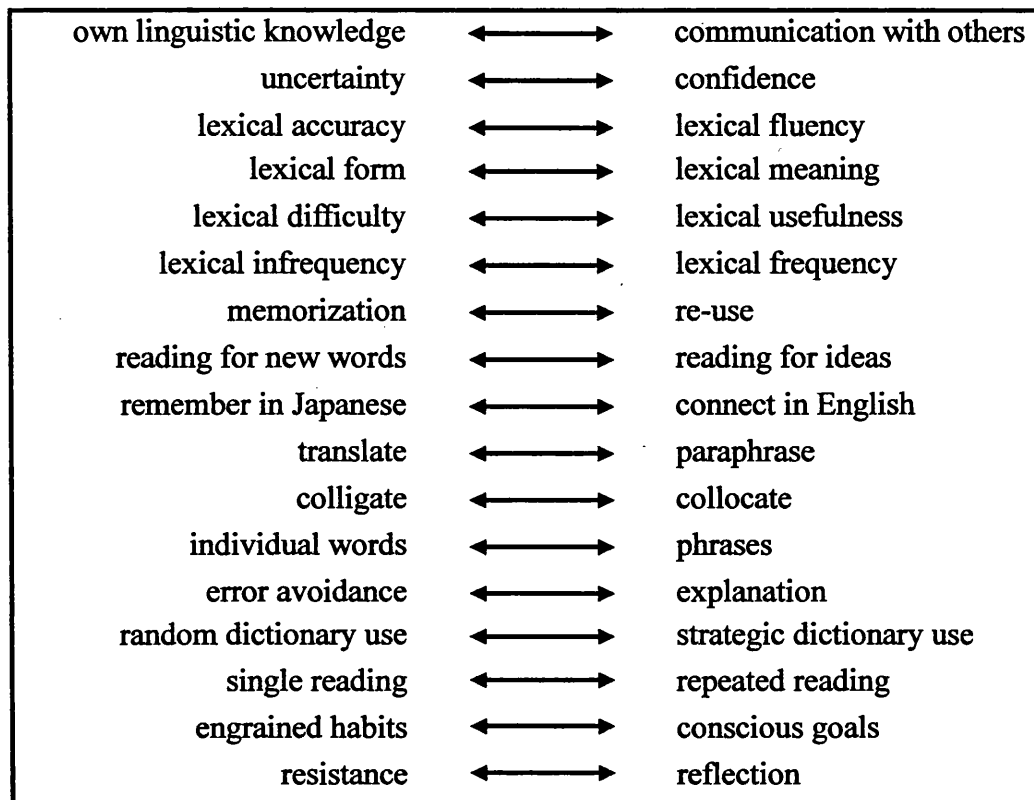 own linguistic knowledge ↔ communication with others
uncertainty ↔ confidence
lexical accuracy ↔ lexical fluency
lexical form ↔ lexical meaning
lexical difficulty ↔ lexical usefulness
lexical infrequency ↔ lexical frequency
memorization ↔ re-use
reading for new words ↔ reading for ideas
remember in Japanese ↔ connect in English
translate ↔ paraphrase
colligate ↔ collocate
individual words ↔ phrases
error avoidance ↔ explanation
random dictionary use ↔ strategic dictionary use
single reading ↔ repeated reading
engrained habits ↔ conscious goals
resistance ↔ reflection